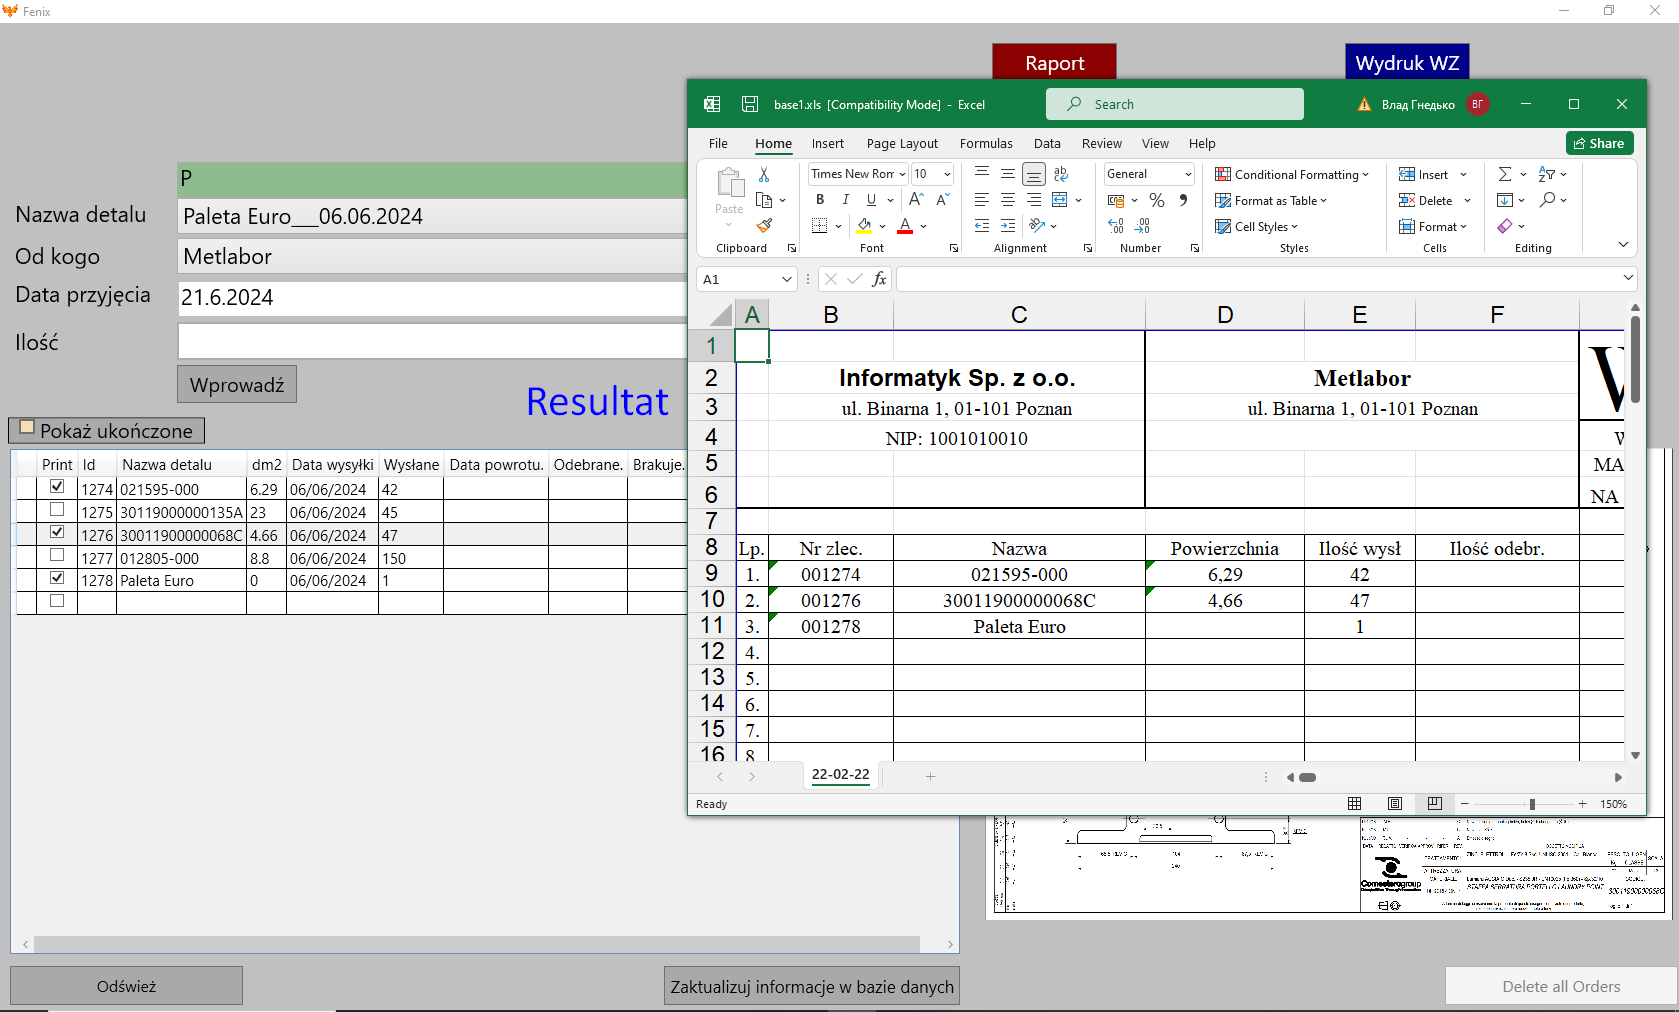 Fenix
Raport
Wydruk WZ
base1.xls [Compatibility Mode] - Excel
Search
Влад Гнедько
ВГ
File Home Insert Page Layout Formulas Data Review View Help
Share
Paste
Times New Ron 10
General
Conditional Formatting
Format as Table
Cell Styles
Insert
Delete
Format
Clipboard Font Alignment Number Styles Cells Editing
A1
fx
P
Nazwa detalu Paleta Euro___06.06.2024
Od kogo Metlabor
Data przyjęcia 21.6.2024
Ilość
Wprowadź
Resultat
Pokaż ukończone
Print Id Nazwa detalu dm2 Data wysyłki Wysłane Data powrotu. Odebrane. Brakuje.
1274 021595-000 6.29 06/06/2024 42
1275 30119000000135A 23 06/06/2024 45
1276 30011900000068C 4.66 06/06/2024 47
1277 012805-000 8.8 06/06/2024 150
1278 Paleta Euro 0 06/06/2024 1
A B C D E F
1
2 Informatyk Sp. z o.o. Metlabor
3 ul. Binarna 1, 01-101 Poznan ul. Binarna 1, 01-101 Poznan
4 NIP: 1001010010
5 MA
6 NA
7
8 Lp. Nr zlec. Nazwa Powierzchnia Ilość wysł Ilość odebr.
9 1. 001274 021595-000 6,29 42
10 2. 001276 30011900000068C 4,66 47
11 3. 001278 Paleta Euro 1
12 4.
13 5.
14 6.
15 7.
16 8.
22-02-22
Ready
150%
Comesteragroup
STAFFA SERRATURA PORTELLO LAUNDRY POINT
30011900000068C
Odśwież
Zaktualizuj informacje w bazie danych
Delete all Orders